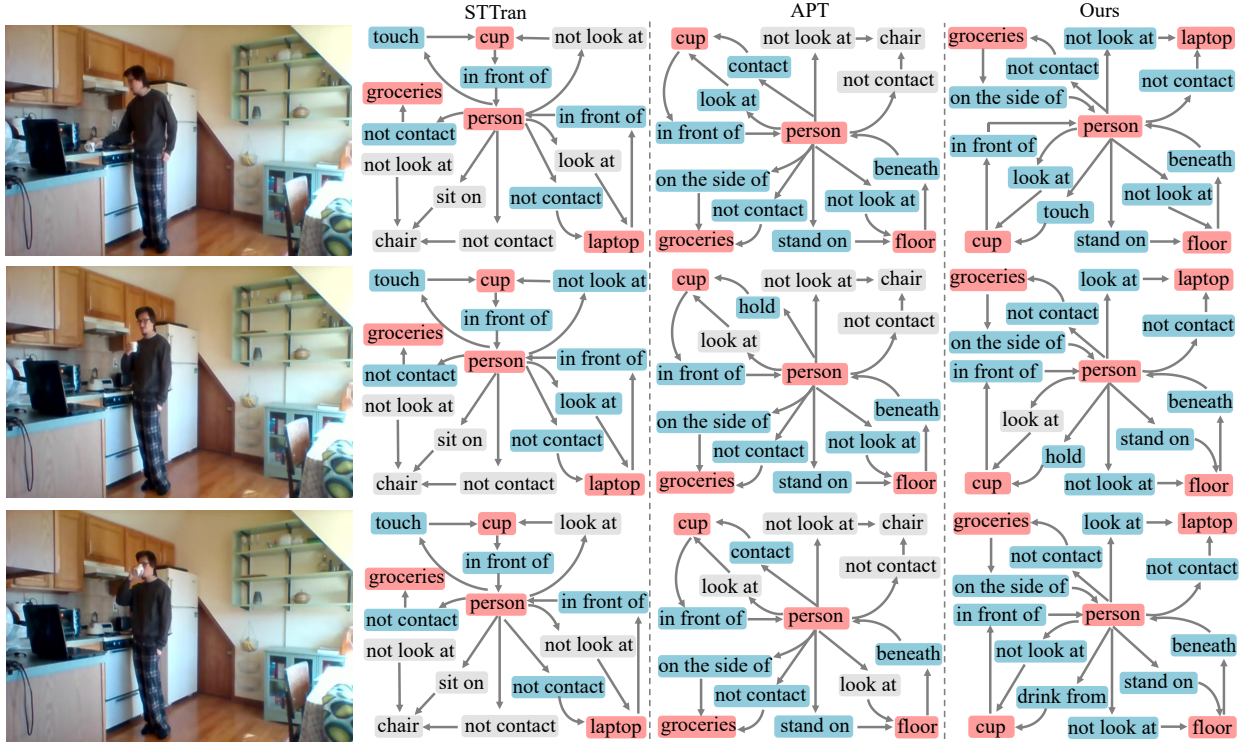 STTran
APT
Ours
touch
cup
not look at
in front of
groceries
person
in front of
not contact
look at
not look at
sit on
not contact
chair
not contact
laptop
cup
not look at
chair
contact
not contact
look at
in front of
person
beneath
on the side of
not contact
not look at
groceries
stand on
floor
groceries
not look at
laptop
not contact
not contact
on the side of
person
in front of
beneath
look at
not look at
touch
cup
stand on
floor
touch
cup
not look at
in front of
groceries
person
in front of
not contact
look at
not look at
sit on
not contact
chair
not contact
laptop
cup
not look at
chair
hold
not contact
look at
in front of
person
beneath
on the side of
not contact
not look at
groceries
stand on
floor
groceries
look at
laptop
not contact
not contact
on the side of
in front of
person
beneath
look at
stand on
hold
cup
not look at
floor
touch
cup
look at
in front of
groceries
person
in front of
not contact
not look at
not look at
sit on
not contact
chair
not contact
laptop
cup
not look at
chair
contact
not contact
look at
in front of
person
beneath
on the side of
not contact
look at
groceries
stand on
floor
groceries
look at
laptop
not contact
not contact
on the side of
in front of
person
beneath
not look at
stand on
drink from
cup
not look at
floor